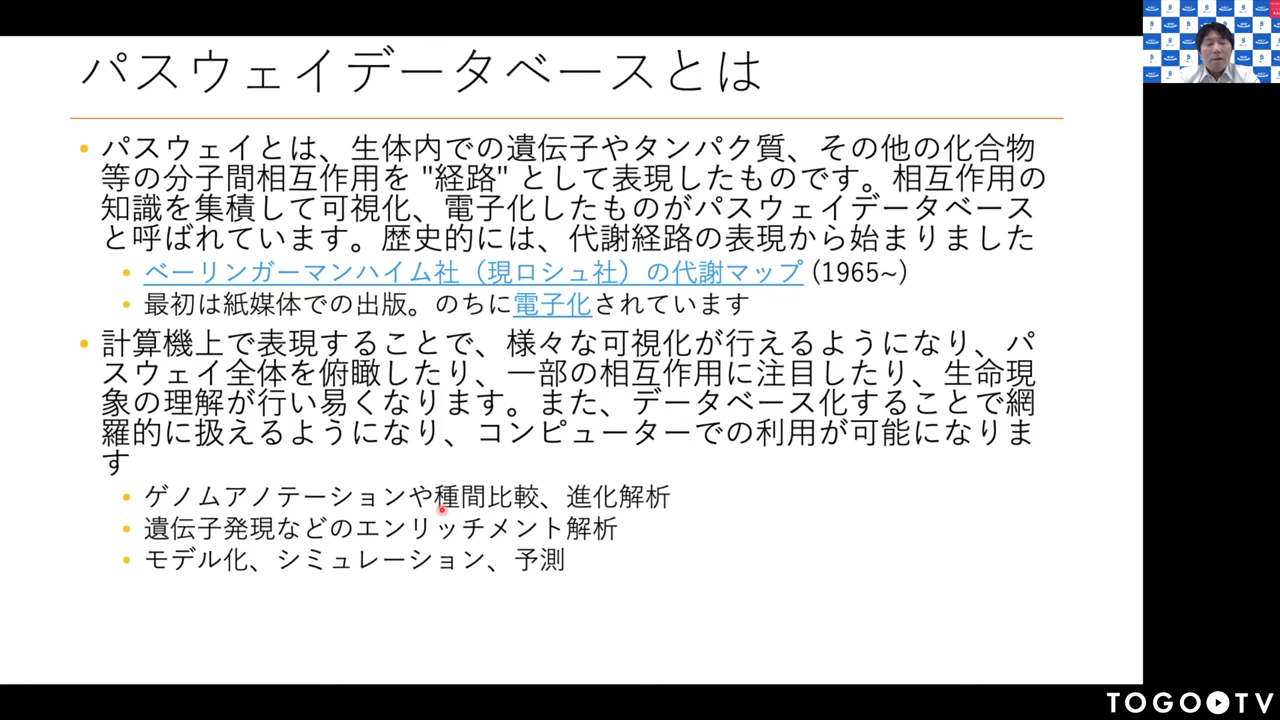 パスウェイデータベースとは
パスウェイとは、生体内での遺伝子やタンパク質、その他の化合物
等の分子間相互作用を "経路" として表現したものです。相互作用の
知識を集積して可視化、電子化したものがパスウェイデータベース
と呼ばれています。歴史的には、代謝経路の表現から始まりました
ベーリンガーマンハイム社（現ロシュ社）の代謝マップ (1965~)
最初は紙媒体での出版。のちに電子化されています
計算機上で表現することで、様々な可視化が行えるようになり、パ
スウェイ全体を俯瞰したり、一部の相互作用に注目したり、生命現
象の理解が行い易くなります。また、データベース化することで網
羅的に扱えるようになり、コンピューターでの利用が可能になりま
す
ゲノムアノテーションや種間比較、進化解析
遺伝子発現などのエンリッチメント解析
モデル化、シミュレーション、予測
TOGO TV